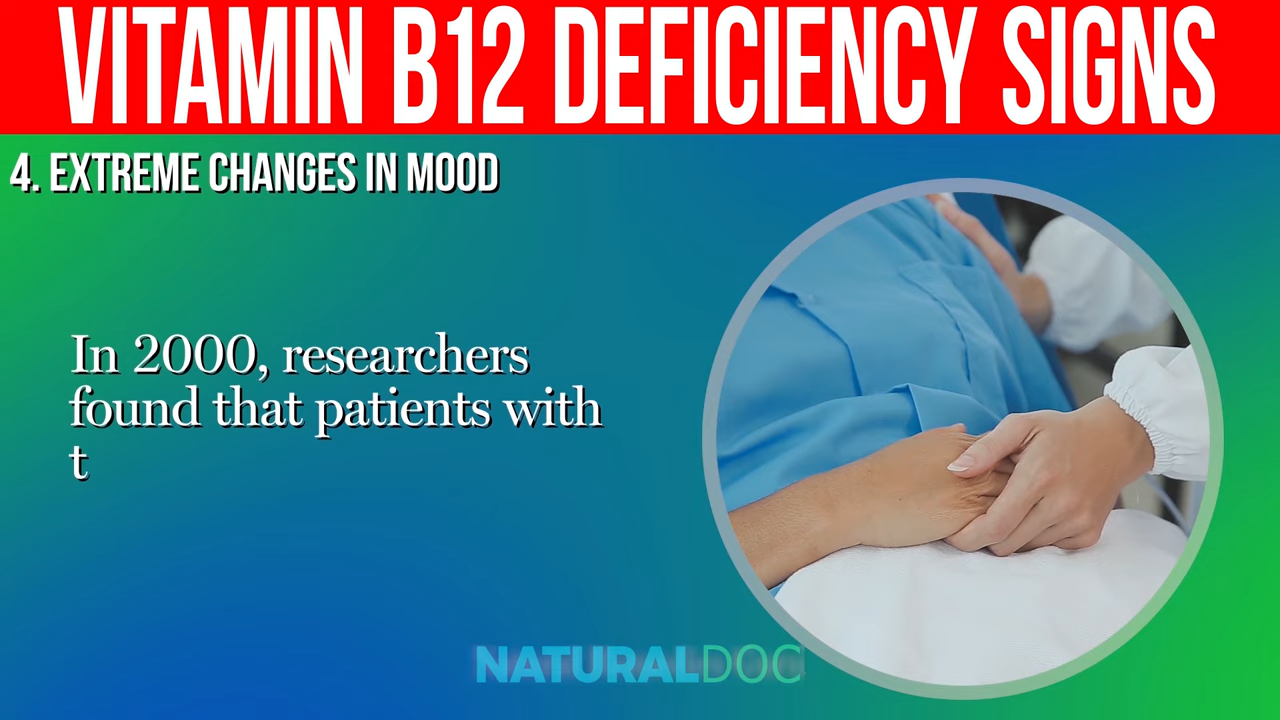 VITAMIN B12 DEFICIENCY SIGNS
4. EXTREME CHANGES IN MOOD
In 2000, researchers
found that patients with
t
NATURALDOC